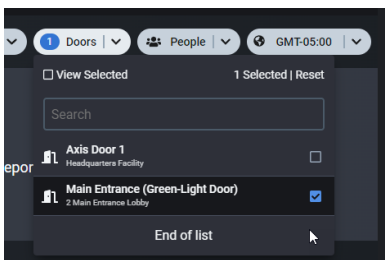 1 Doors People GMT-05:00
View Selected 1 Selected | Reset
Search
Axis Door 1
Headquarters Facility
epor
Main Entrance (Green-Light Door)
2 Main Entrance Lobby
End of list